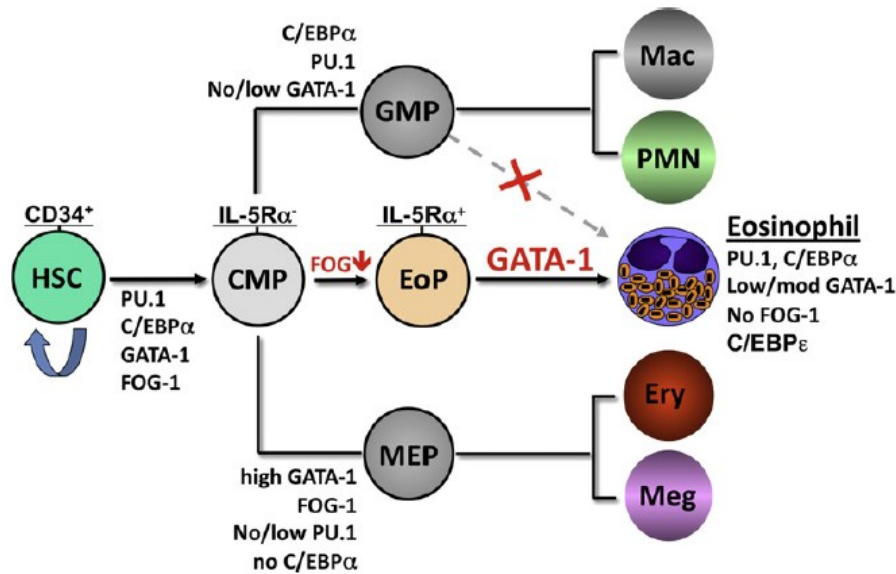 C/EBPα
PU.1
No/low GATA-1
GMP
Mac
PMN
CD34⁺
HSC
PU.1
C/EBPα
GATA-1
FOG-1
IL-5Rα⁻
CMP
FOG
IL-5Rα⁺
EoP
GATA-1
Eosinophil
PU.1, C/EBPα
Low/mod GATA-1
No FOG-1
C/EBPε
high GATA-1
FOG-1
No/low PU.1
no C/EBPα
MEP
Ery
Meg